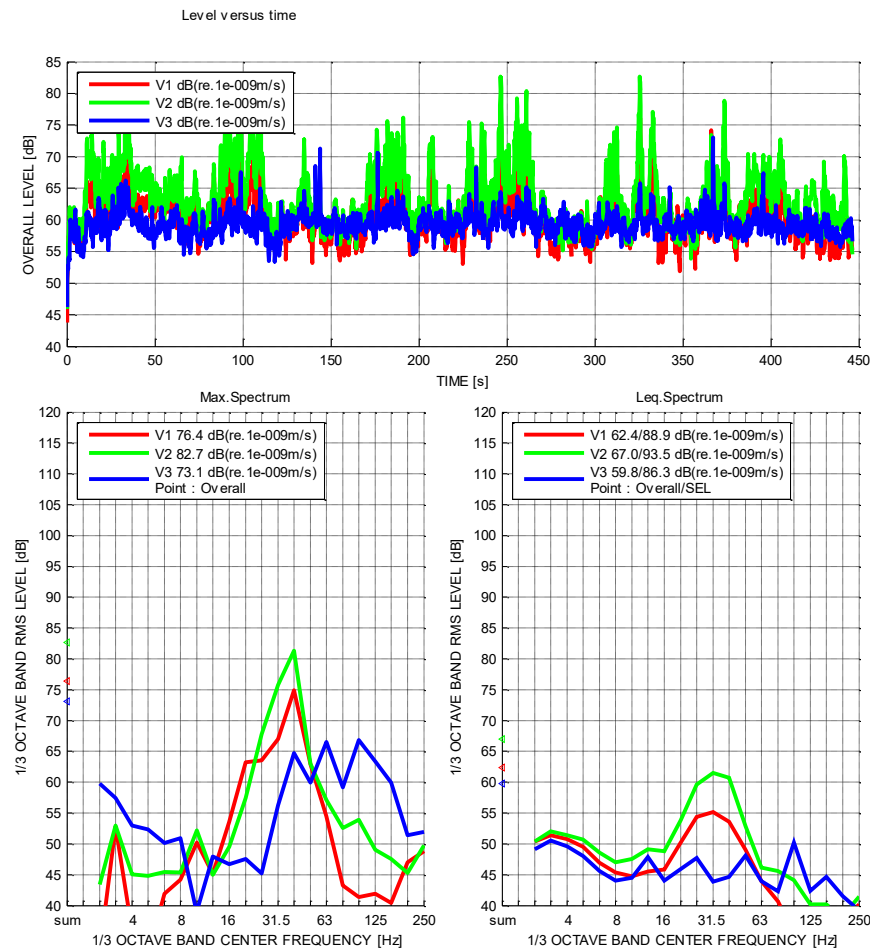 Level versus time
85
80
75
70
65
60
55
50
45
40
OVERALL LEVEL [dB]
V1 dB(re.1e-009m/s)
V2 dB(re.1e-009m/s)
V3 dB(re.1e-009m/s)
0 50 100 150 200 250 300 350 400 450
TIME [s]
Max.Spectrum
120
115
110
105
100
95
90
85
80
75
70
65
60
55
50
45
40
1/3 OCTAVE BAND RMS LEVEL [dB]
V1 76.4 dB(re.1e-009m/s)
V2 82.7 dB(re.1e-009m/s)
V3 73.1 dB(re.1e-009m/s)
Point : Overall
sum 4 8 16 31.5 63 125 250
1/3 OCTAVE BAND CENTER FREQUENCY [Hz]
Leq.Spectrum
120
115
110
105
100
95
90
85
80
75
70
65
60
55
50
45
40
1/3 OCTAVE BAND RMS LEVEL [dB]
V1 62.4/88.9 dB(re.1e-009m/s)
V2 67.0/93.5 dB(re.1e-009m/s)
V3 59.8/86.3 dB(re.1e-009m/s)
Point : Overall/SEL
sum 4 8 16 31.5 63 125 250
1/3 OCTAVE BAND CENTER FREQUENCY [Hz]